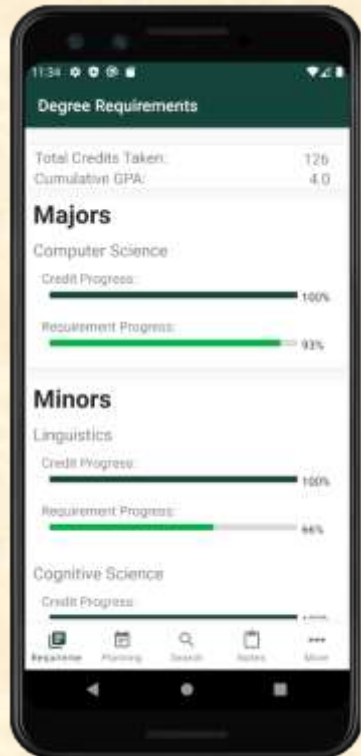 11:34
Degree Requirements
Total Credits Taken: 126
Cumulative GPA: 4.0
Majors
Computer Science
Credit Progress:
100%
Requirement Progress:
93%
Minors
Linguistics
Credit Progress:
100%
Requirement Progress:
66%
Cognitive Science
Credit Progress:
Planning Search Notes More